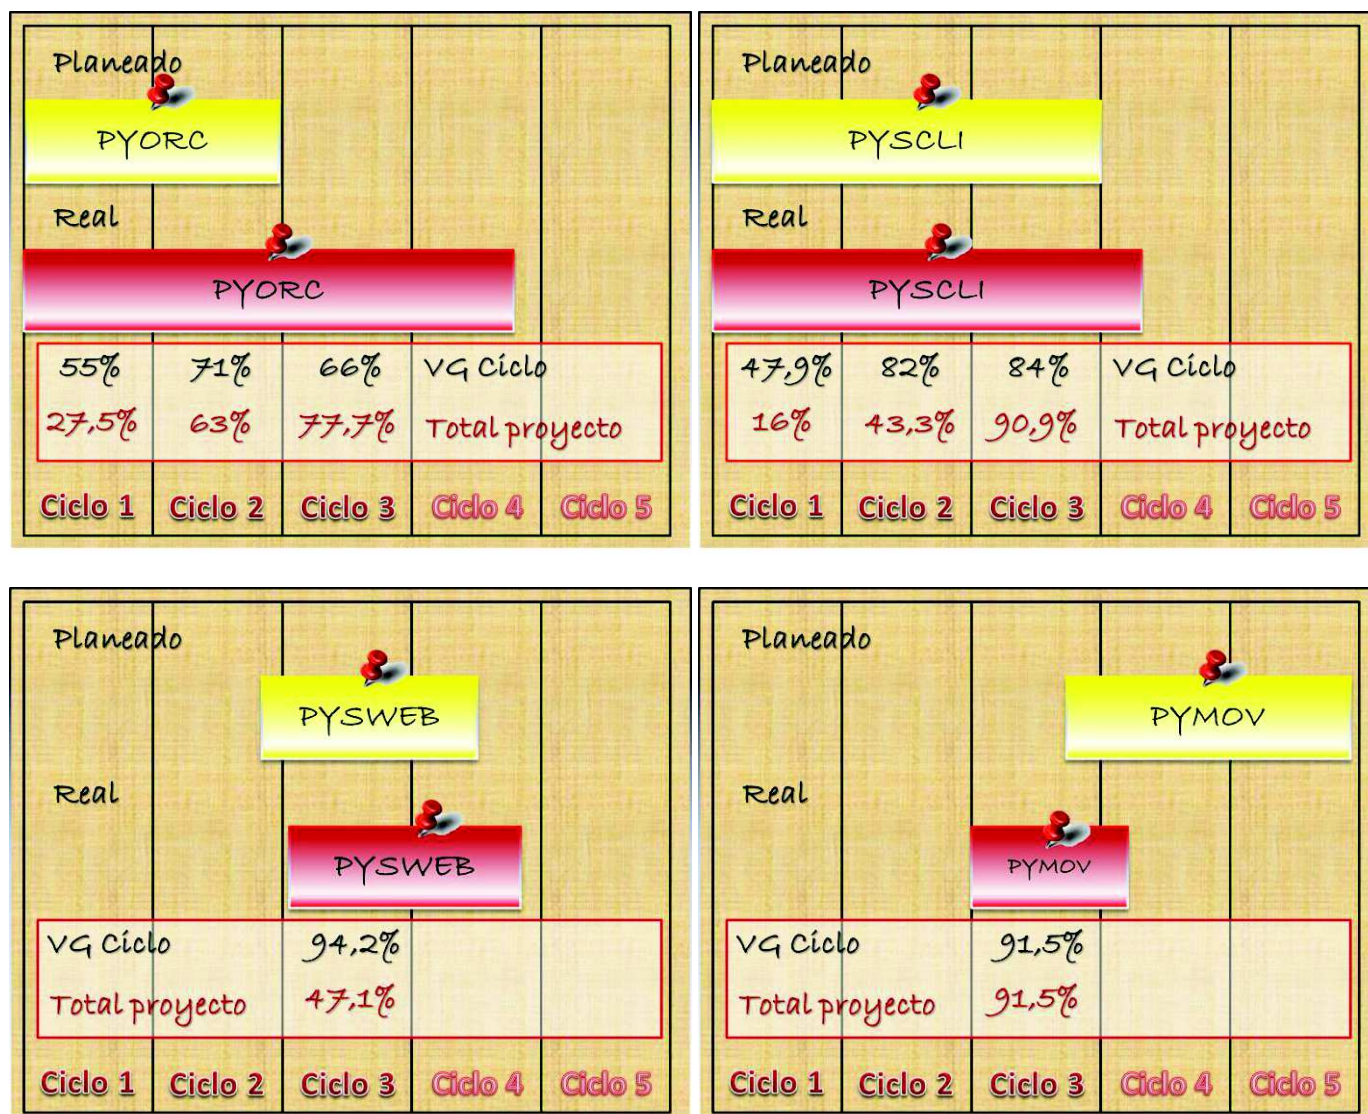 Planeado
PYORC
Real
PYORC
55% 71% 66% VG Ciclo
27,5% 63% 77,7% Total proyecto
Ciclo 1 Ciclo 2 Ciclo 3 Ciclo 4 Ciclo 5
Planeado
PYSCLI
Real
PYSCLI
47,9% 82% 84% VG Ciclo
16% 43,3% 90,9% Total proyecto
Ciclo 1 Ciclo 2 Ciclo 3 Ciclo 4 Ciclo 5
Planeado
PYSWEB
Real
PYSWEB
VG Ciclo 94,2%
Total proyecto 47,1%
Ciclo 1 Ciclo 2 Ciclo 3 Ciclo 4 Ciclo 5
Planeado
PYMOV
Real
PYMOV
VG Ciclo 91,5%
Total proyecto 91,5%
Ciclo 1 Ciclo 2 Ciclo 3 Ciclo 4 Ciclo 5